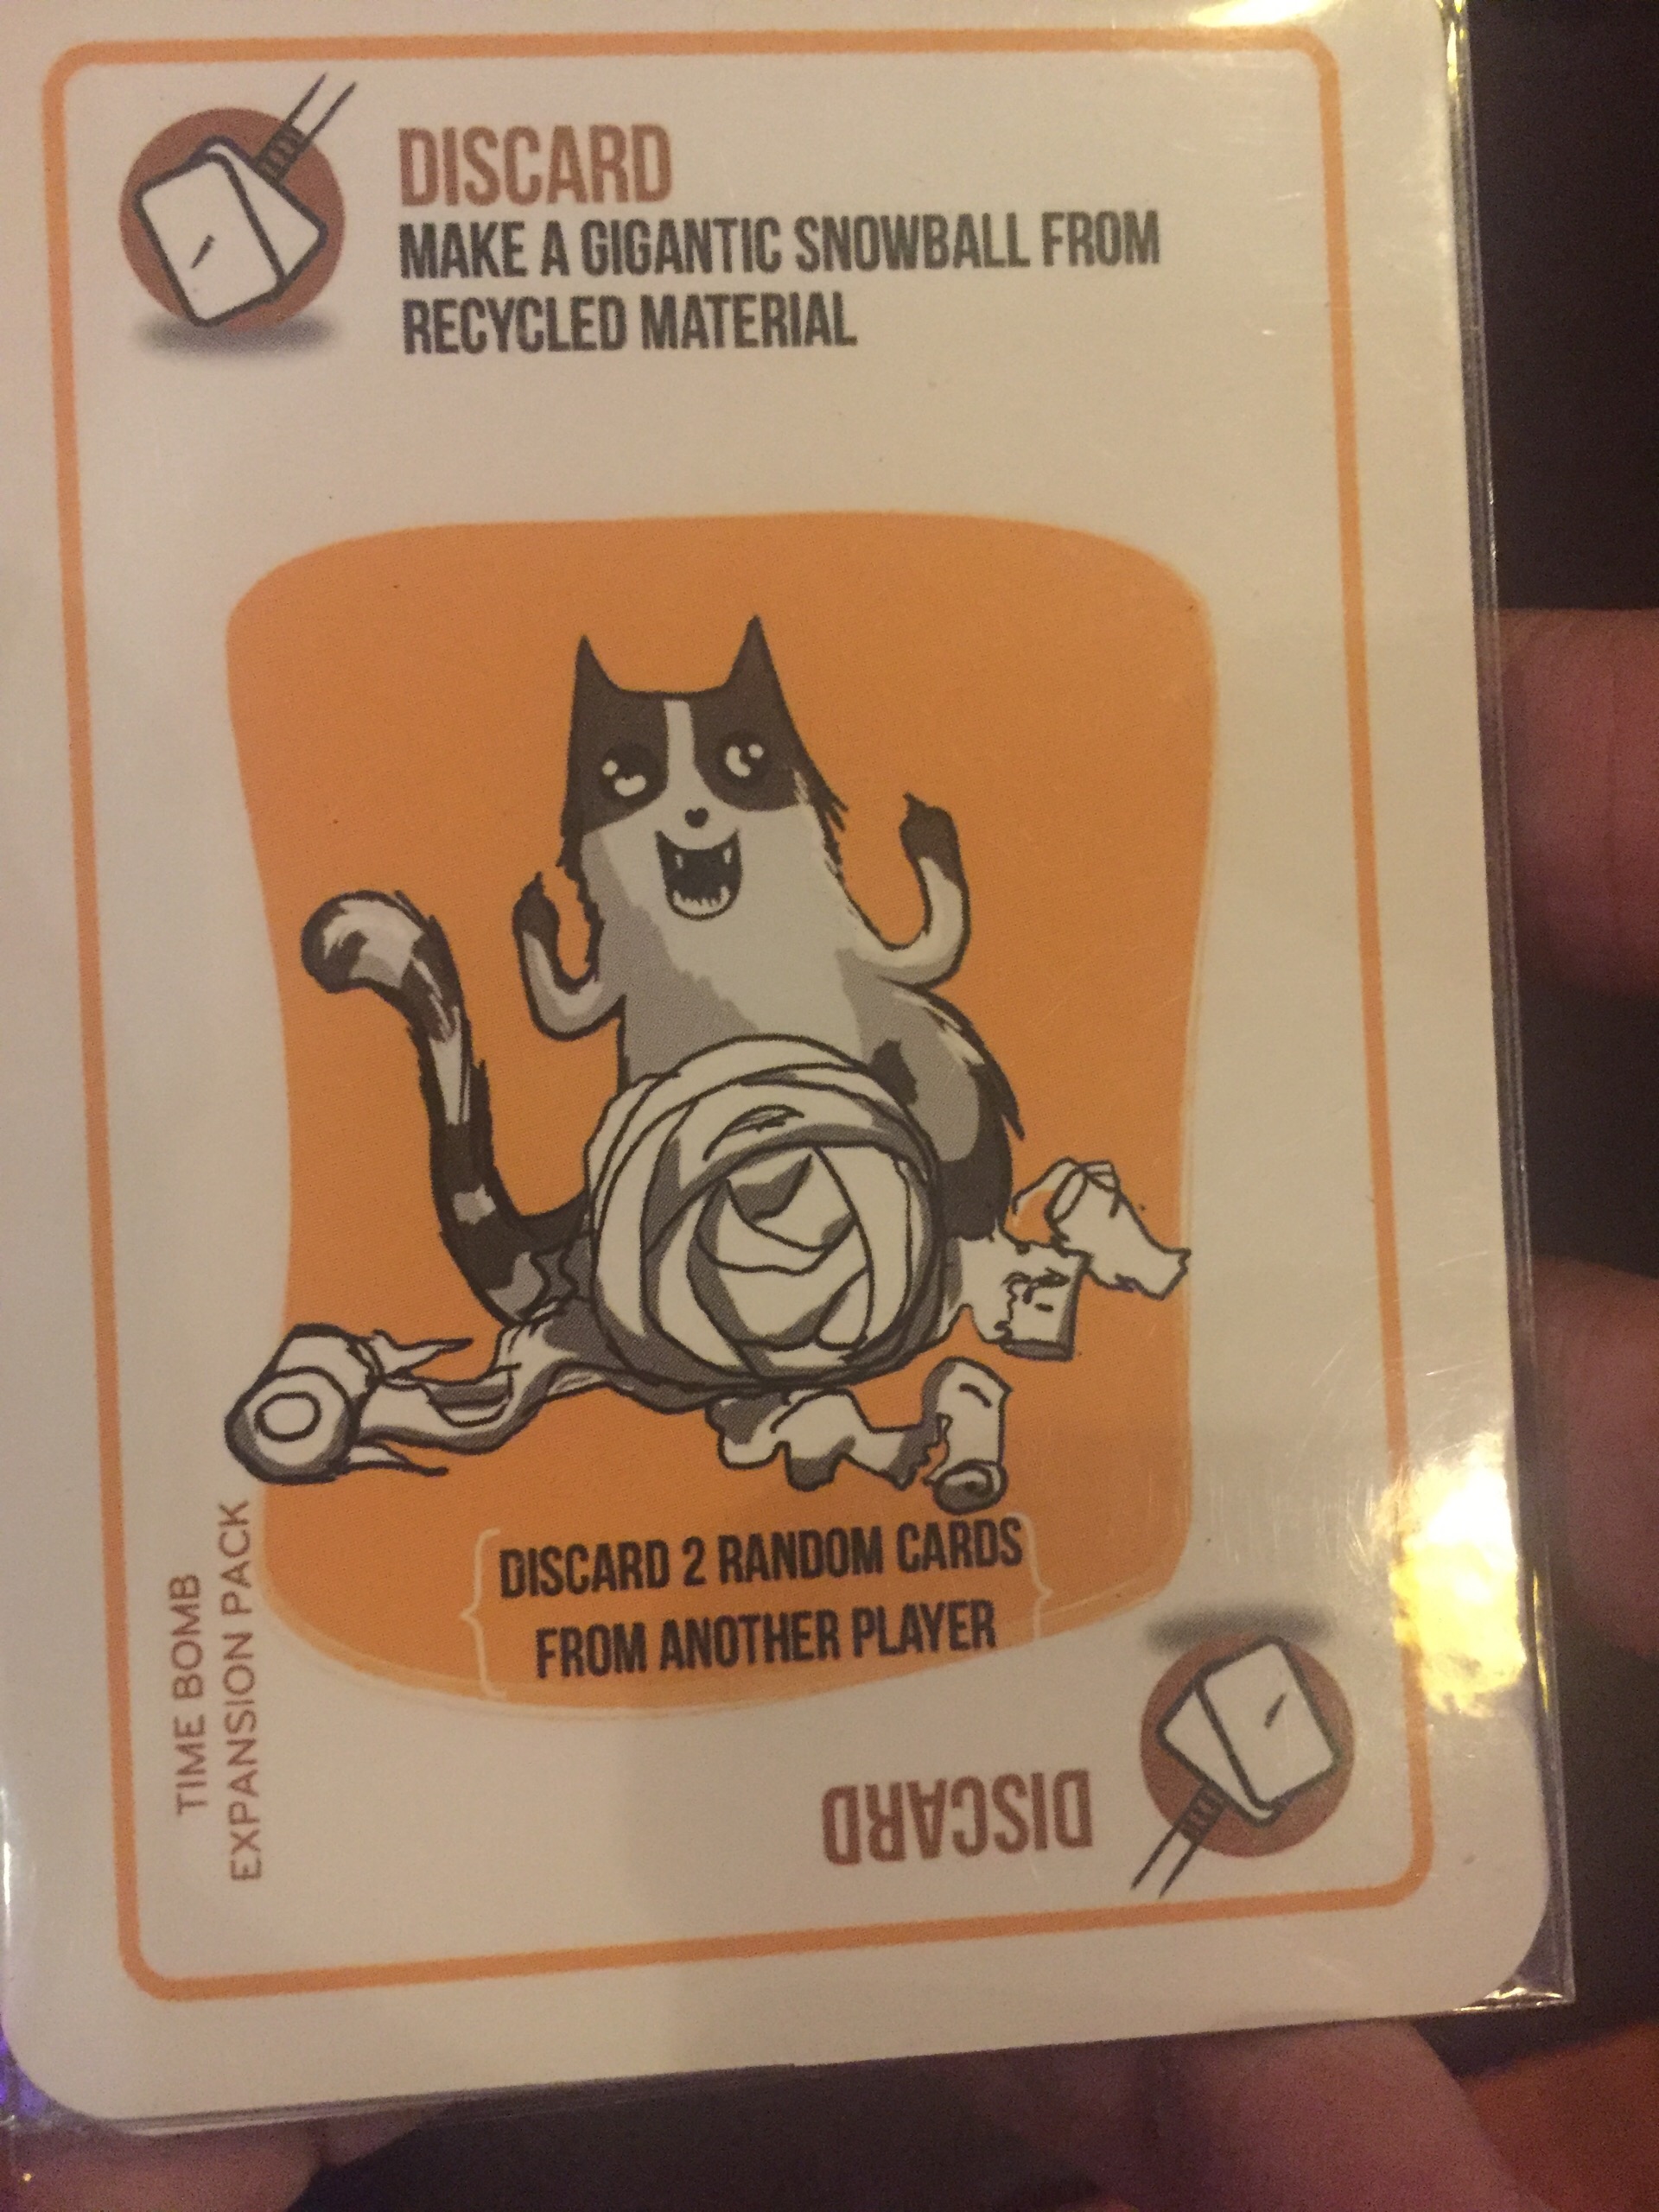 DISCARD
MAKE A GIGANTIC SNOWBALL FROM
RECYCLED MATERIAL
DISCARD 2 RANDOM CARDS
FROM ANOTHER PLAYER
TIME BOMB
EXPANSION PACK
DISCARD